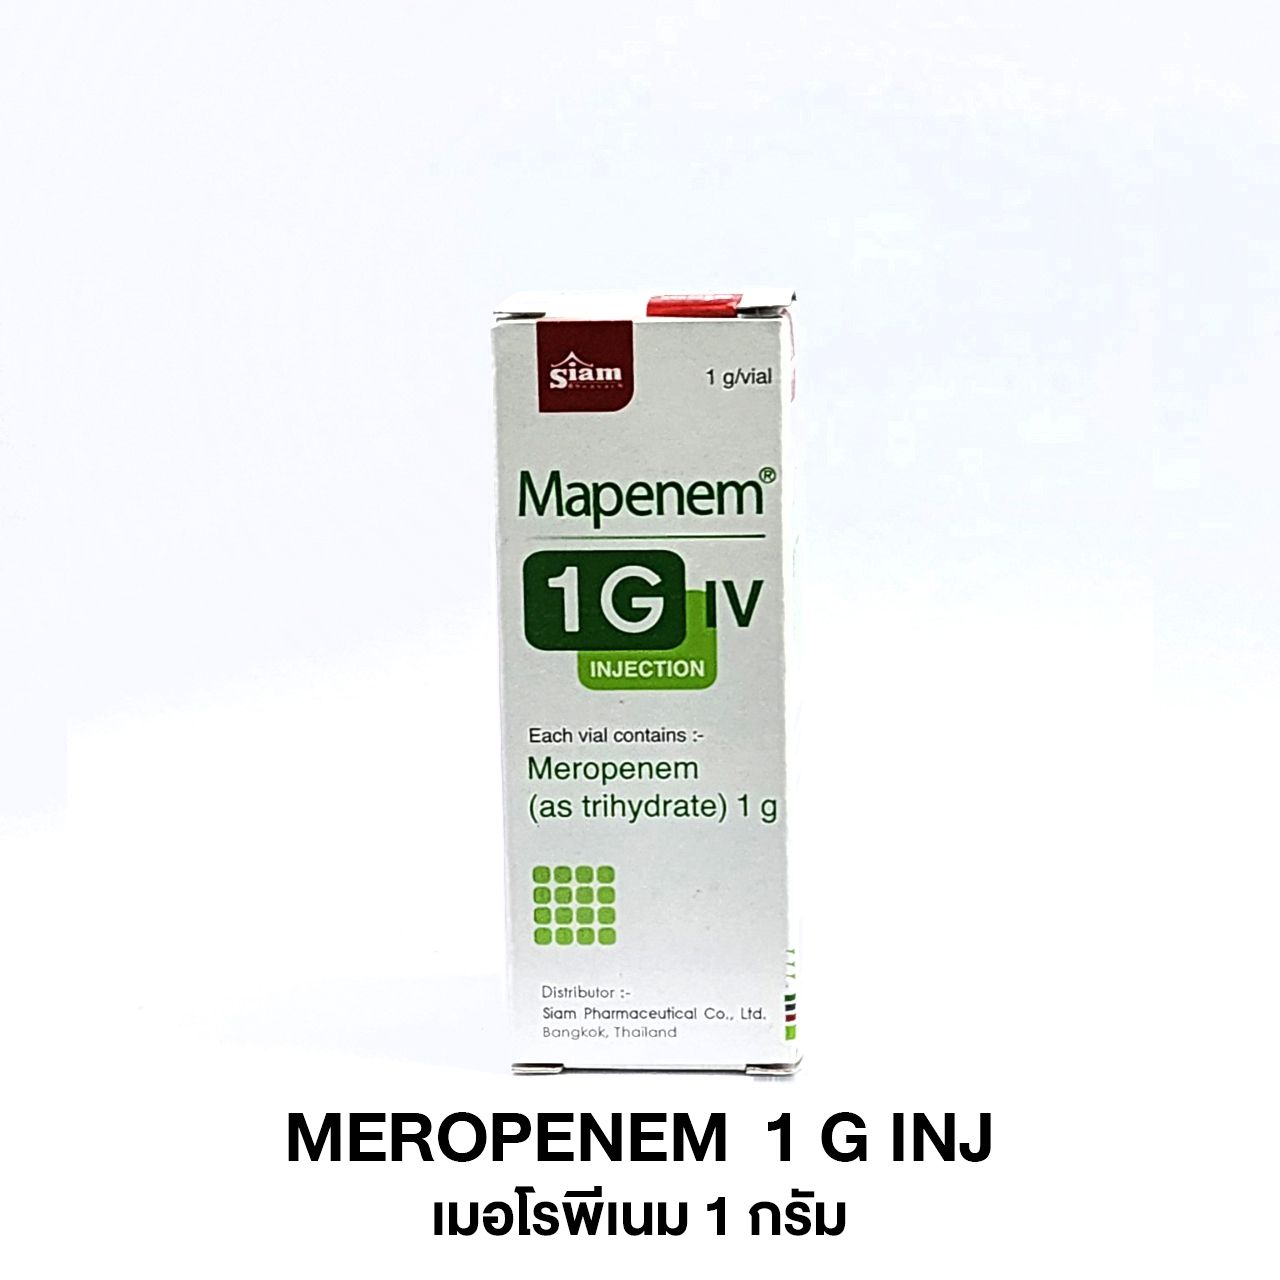 Siam
1 g/vial
Mapenem®
1G IV
INJECTION
Each vial contains :-
Meropenem
(as trihydrate) 1 g
Distributor :-
Siam Pharmaceutical Co., Ltd.
Bangkok, Thailand
MEROPENEM 1 G INJ
เมอโรพีเนม 1 กรัม